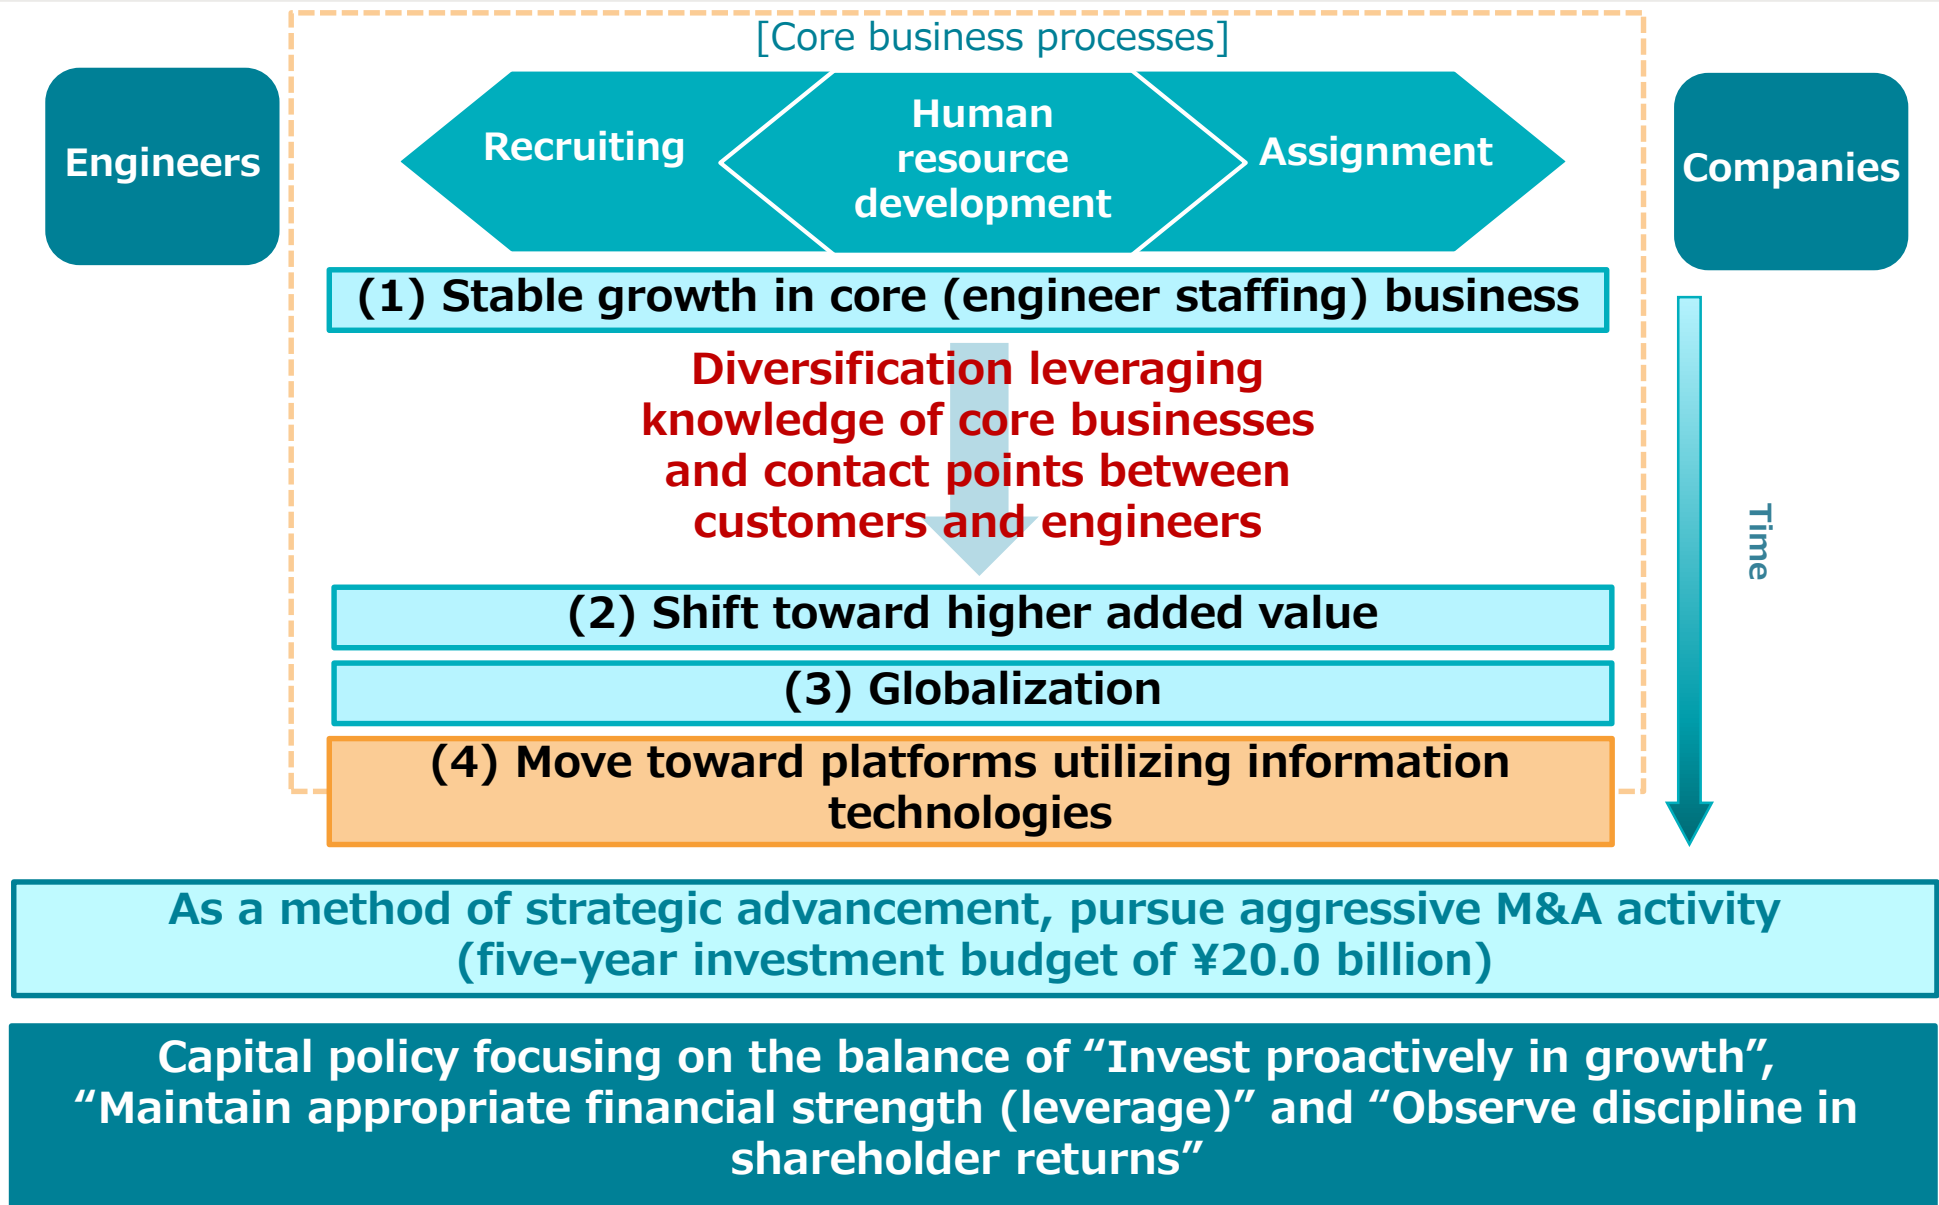 [Core business processes]
Engineers
Recruiting
Human
resource
development
Assignment
Companies
(1) Stable growth in core (engineer staffing) business
Diversification leveraging
knowledge of core businesses
and contact points between
customers and engineers
Time
(2) Shift toward higher added value
(3) Globalization
(4) Move toward platforms utilizing information
technologies
As a method of strategic advancement, pursue aggressive M&A activity
(five-year investment budget of ¥20.0 billion)
Capital policy focusing on the balance of “Invest proactively in growth”,
“Maintain appropriate financial strength (leverage)” and “Observe discipline in
shareholder returns”